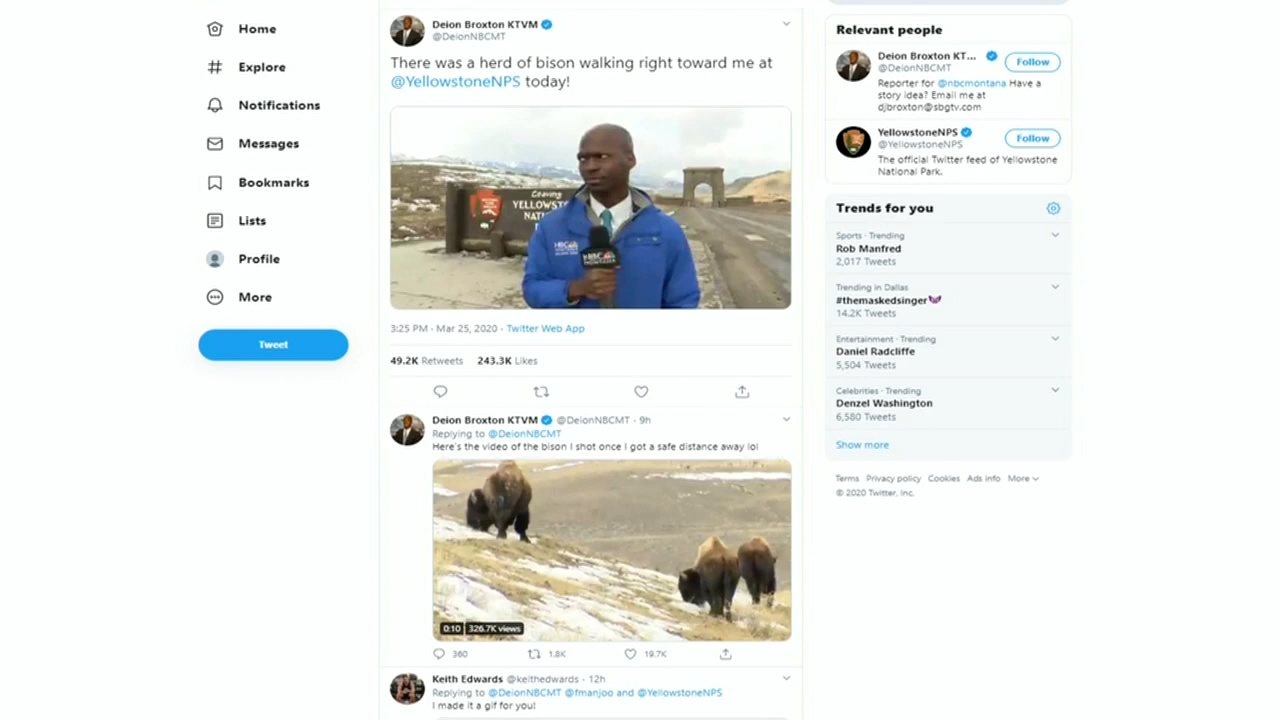 Home
Explore
Notifications
Messages
Bookmarks
Lists
Profile
More
Tweet
Deion Broxton KTVM
@DeionNBCMT
There was a herd of bison walking right toward me at
@YellowstoneNPS today!
Leaving
YELLOWST
NATI
3:25 PM · Mar 25, 2020 · Twitter Web App
49.2K Retweets 243.3K Likes
Deion Broxton KTVM @DeionNBCMT · 9h
Replying to @DeionNBCMT
Here's the video of the bison I shot once I got a safe distance away lol
0:10 326.7K views
360 1.8K 19.7K
Keith Edwards @keithedwards · 12h
Replying to @DeionNBCMT @fmanjoo and @YellowstoneNPS
I made it a gif for you!
Relevant people
Deion Broxton KT...
@DeionNBCMT
Follow
Reporter for @nbcmontana Have a
story idea? Email me at
djbroxton@sbgtv.com
YellowstoneNPS
@YellowstoneNPS
Follow
The official Twitter feed of Yellowstone
National Park.
Trends for you
Sports · Trending
Rob Manfred
2,017 Tweets
Trending in Dallas
#themaskedsinger
14.2K Tweets
Entertainment · Trending
Daniel Radcliffe
5,504 Tweets
Celebrities · Trending
Denzel Washington
6,580 Tweets
Show more
Terms Privacy policy Cookies Ads info More
© 2020 Twitter, Inc.